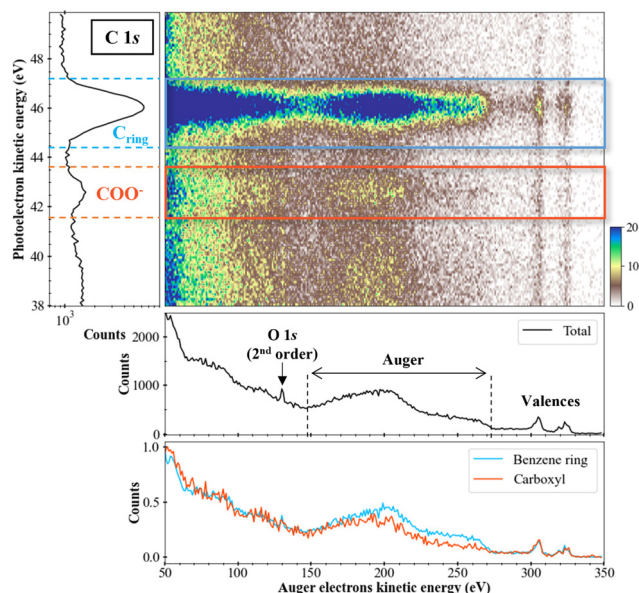 C 1s
Photoelectron kinetic energy (eV)
48
46
44
42
40
38
C_ring
COO⁻
10³
Counts
20
10
0
Counts
2000
1000
0
O 1s
(2nd order)
Auger
Valences
Total
Counts
1.0
0.5
0.0
Benzene ring
Carboxyl
50 100 150 200 250 300 350
Auger electrons kinetic energy (eV)